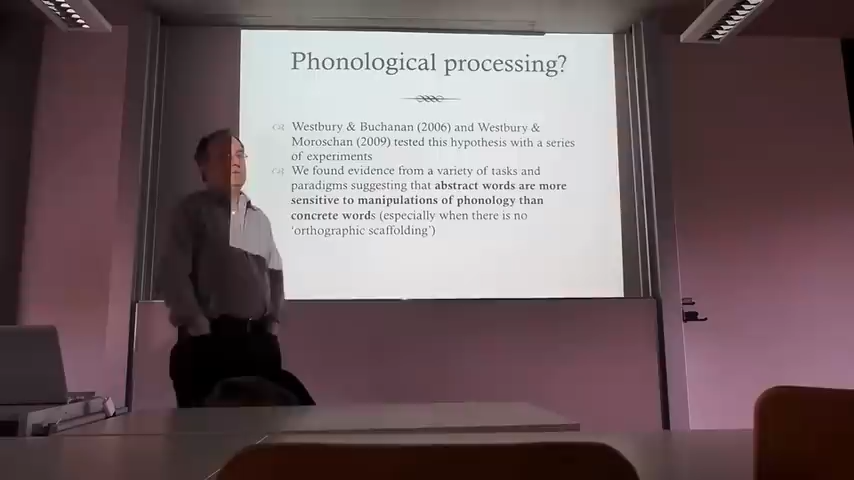 Phonological processing?
Westbury & Buchanan (2006) and Westbury &
Moroschan (2009) tested this hypothesis with a series
of experiments
We found evidence from a variety of tasks and
paradigms suggesting that abstract words are more
sensitive to manipulations of phonology than
concrete words (especially when there is no
'orthographic scaffolding')